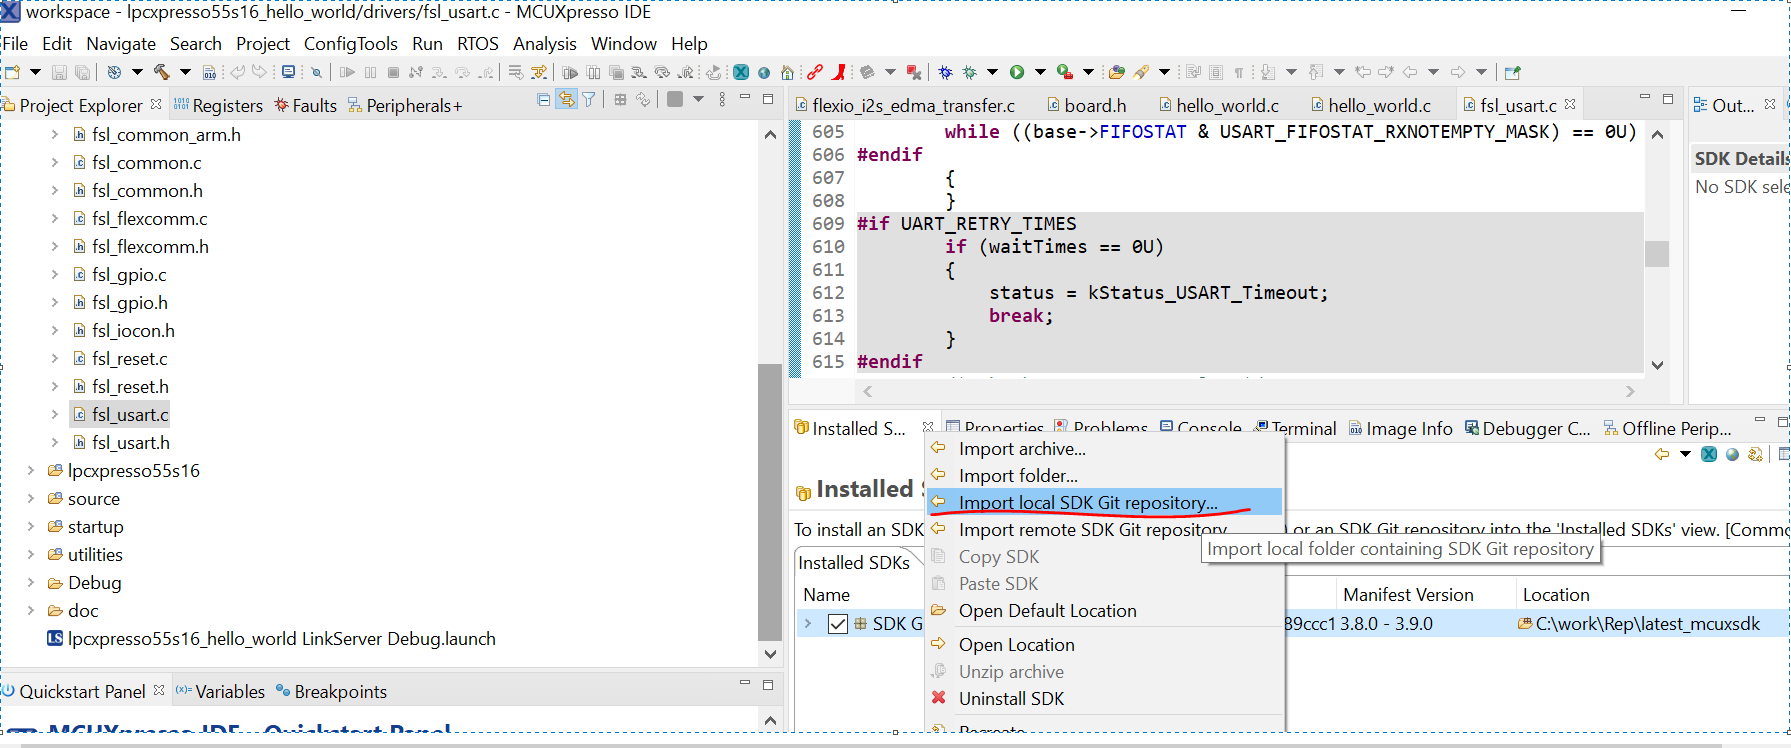 workspace - lpcxpresso55s16_hello_world/drivers/fsl_usart.c - MCUXpresso IDE
File Edit Navigate Search Project ConfigTools Run RTOS Analysis Window Help
Project Explorer Registers Faults Peripherals+
fsl_common_arm.h
fsl_common.c
fsl_common.h
fsl_flexcomm.c
fsl_flexcomm.h
fsl_gpio.c
fsl_gpio.h
fsl_iocon.h
fsl_reset.c
fsl_reset.h
fsl_usart.c
fsl_usart.h
lpcxpresso55s16
source
startup
utilities
Debug
doc
lpcxpresso55s16_hello_world LinkServer Debug.launch
Quickstart Panel (x)= Variables Breakpoints
MCUXpresso IDE - Quickstart Panel
flexio_i2s_edma_transfer.c board.h hello_world.c hello_world.c fsl_usart.c
605 while ((base->FIFOSTAT & USART_FIFOSTAT_RXNOTEMPTY_MASK) == 0U)
606 #endif
607 {
608 }
609 #if UART_RETRY_TIMES
610 if (waitTimes == 0U)
611 {
612 status = kStatus_USART_Timeout;
613 break;
614 }
615 #endif
Out...
SDK Details
No SDK sele
Installed S... Properties Problems Console Terminal Image Info Debugger C... Offline Perip...
Installed S
To install an SDK or an SDK Git repository into the 'Installed SDKs' view. [Commo
Installed SDKs
Name Manifest Version Location
SDK G 89ccc1 3.8.0 - 3.9.0 C:\work\Rep\latest_mcuxsdk
Import archive...
Import folder...
Import local SDK Git repository...
Import remote SDK Git repository
Import local folder containing SDK Git repository
Copy SDK
Paste SDK
Open Default Location
Open Location
Unzip archive
Uninstall SDK
Recreate